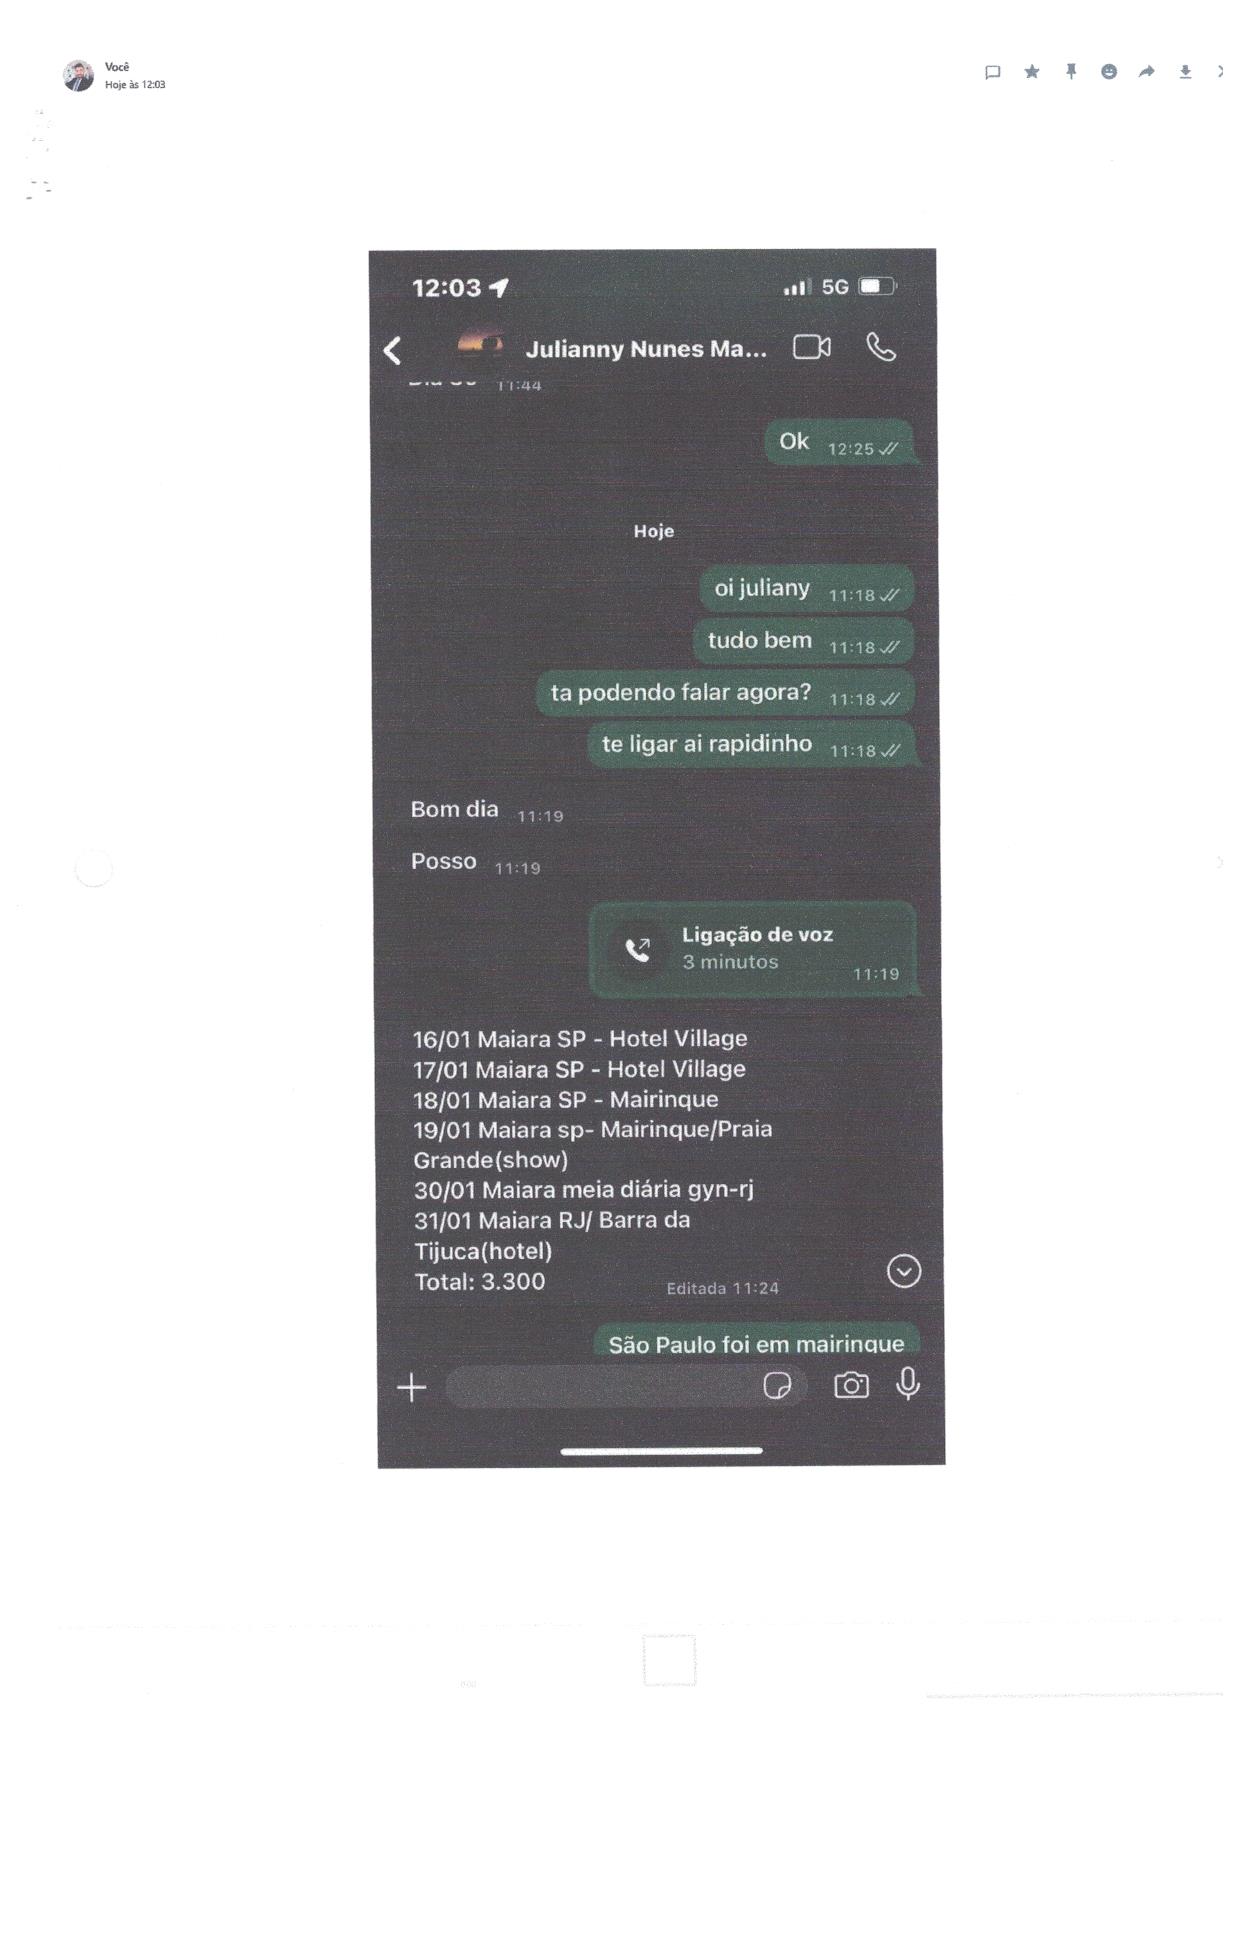 Você
Hoje às 12:03
12:03
5G
Julianny Nunes Ma...
11:44
Ok 12:25
Hoje
oi juliany 11:18
tudo bem 11:18
ta podendo falar agora? 11:18
te ligar ai rapidinho 11:18
Bom dia 11:19
Posso 11:19
Ligação de voz
3 minutos
11:19
16/01 Maiara SP - Hotel Village
17/01 Maiara SP - Hotel Village
18/01 Maiara SP - Mairinque
19/01 Maiara sp- Mairinque/Praia
Grande(show)
30/01 Maiara meia diária gyn-rj
31/01 Maiara RJ/ Barra da
Tijuca(hotel)
Total: 3.300
Editada 11:24
São Paulo foi em mairinque